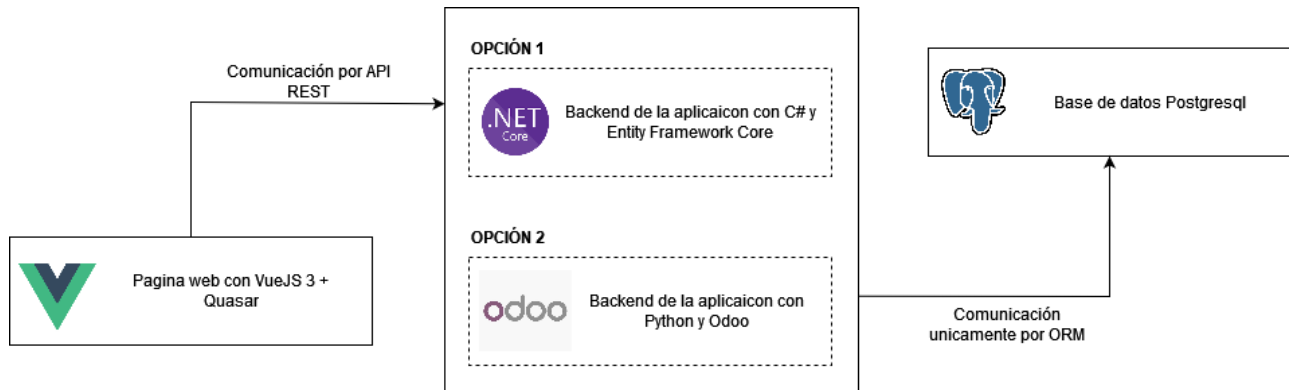 Comunicación por API
REST
OPCIÓN 1
.NET
Core
Backend de la aplicaicon con C# y
Entity Framework Core
Base de datos Postgresql
Pagina web con VueJS 3 +
Quasar
OPCIÓN 2
odoo
Backend de la aplicaicon con
Python y Odoo
Comunicación
unicamente por ORM